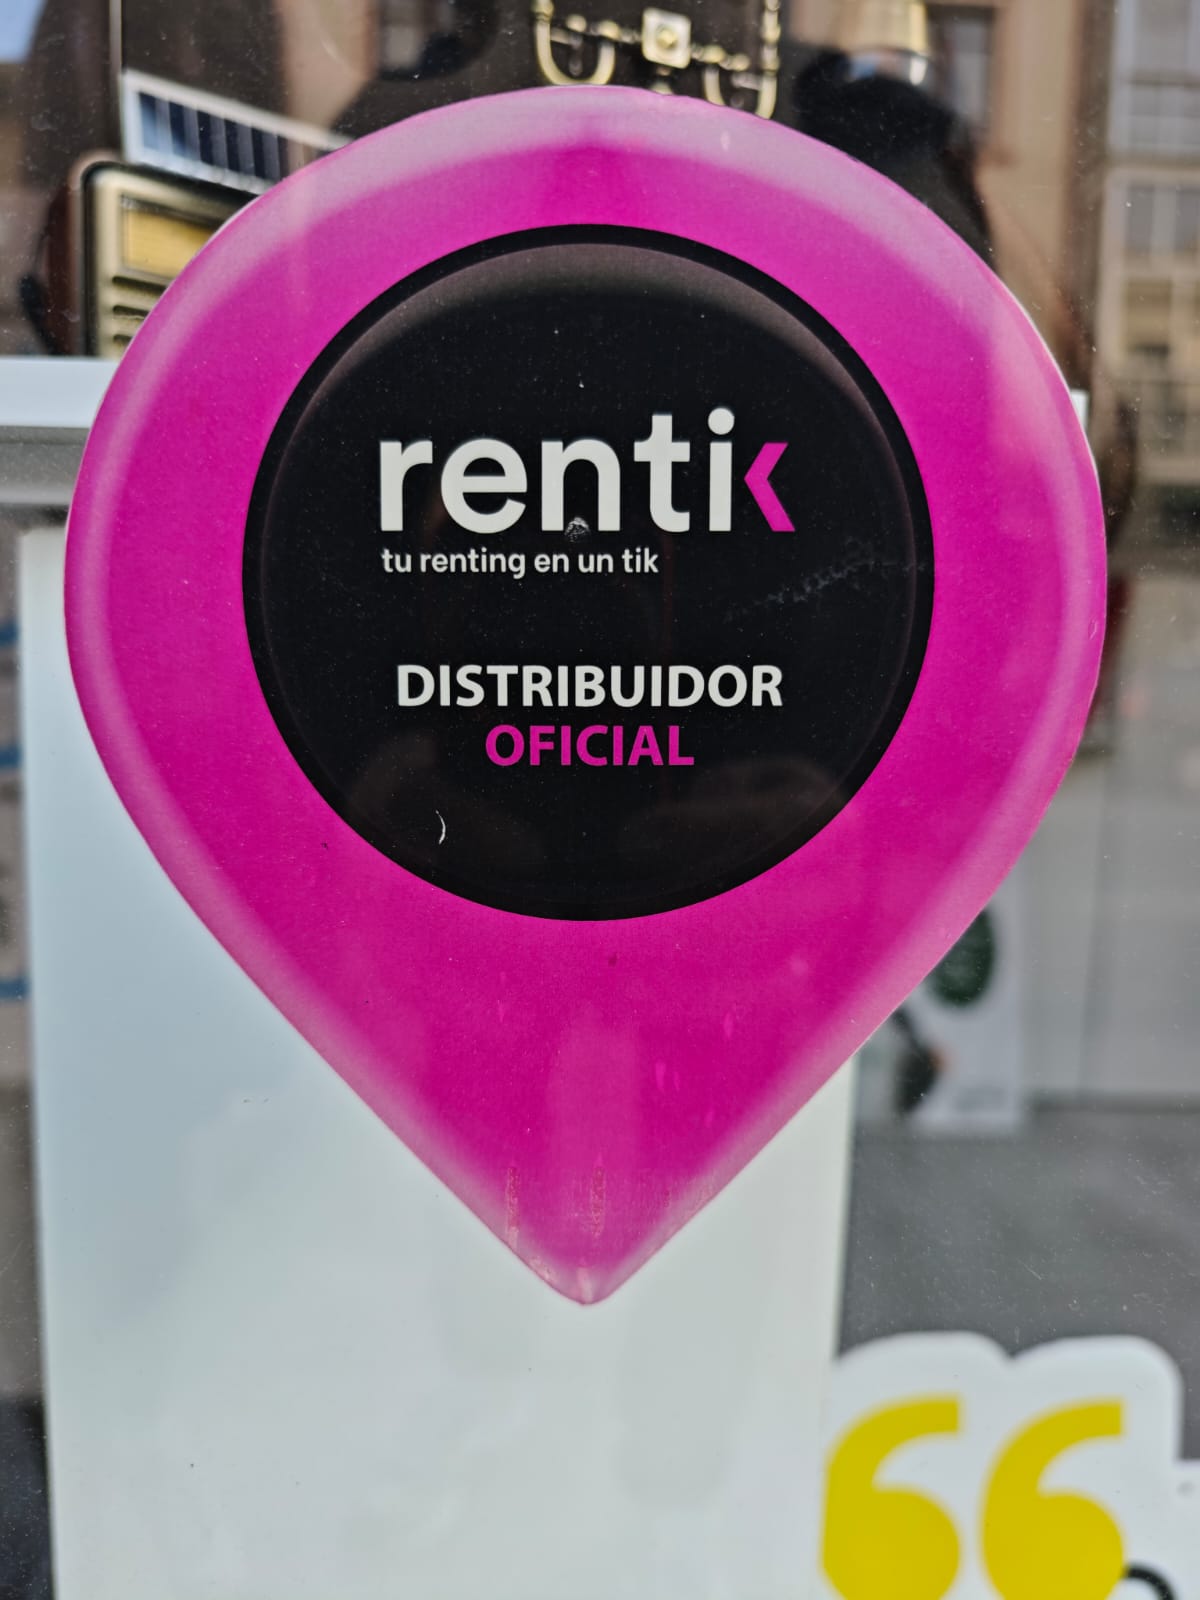 rentik
tu renting en un tik
DISTRIBUIDOR
OFICIAL